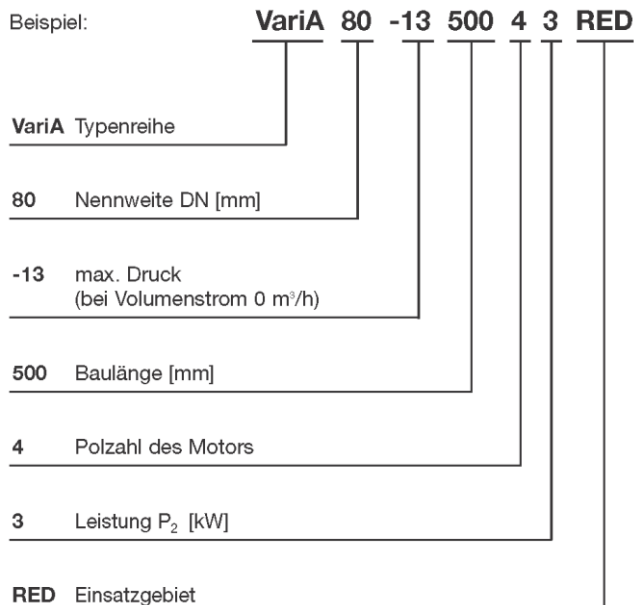 Beispiel: VariA 80 -13 500 4 3 RED
VariA Typenreihe
80 Nennweite DN [mm]
-13 max. Druck
(bei Volumenstrom 0 m³/h)
500 Baulänge [mm]
4 Polzahl des Motors
3 Leistung P₂ [kW]
RED Einsatzgebiet